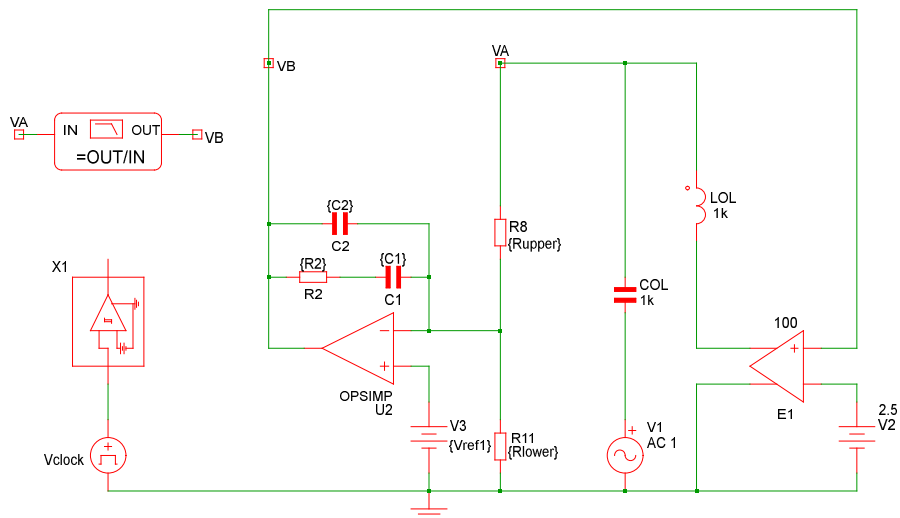 VA
VB
VA
IN
OUT
=OUT/IN
VB
LOL
1k
{C2}
C2
R8
{Rupper}
{R2}
R2
{C1}
C1
X1
COL
1k
100
OPSIMP
U2
E1
V3
{Vref1}
R11
{Rlower}
V1
AC 1
2.5
V2
Vclock